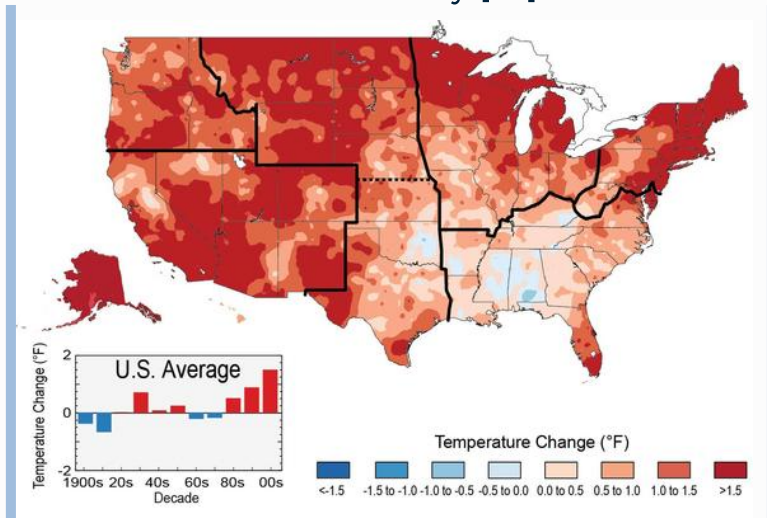 U.S. Average
Temperature Change (°F)
2
0
-2
1900s 20s 40s 60s 80s 00s
Decade
Temperature Change (°F)
<-1.5 -1.5 to -1.0 -1.0 to -0.5 -0.5 to 0.0 0.0 to 0.5 0.5 to 1.0 1.0 to 1.5 >1.5